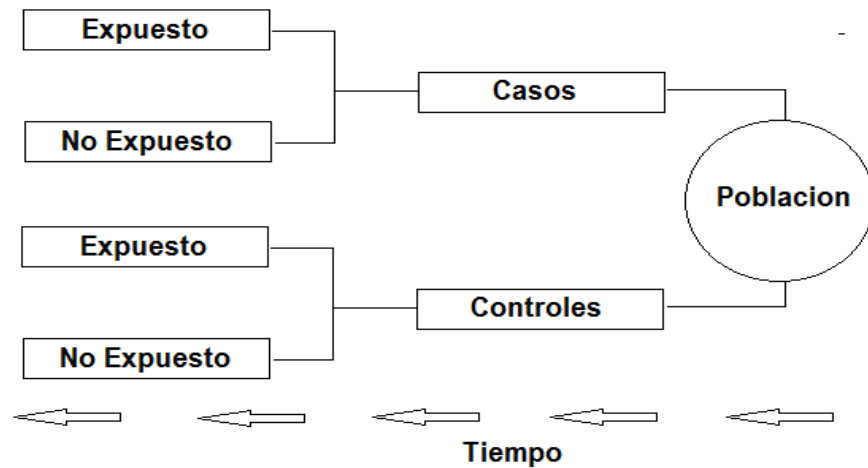 Expuesto
Casos
No Expuesto
Poblacion
Expuesto
Controles
No Expuesto
Tiempo